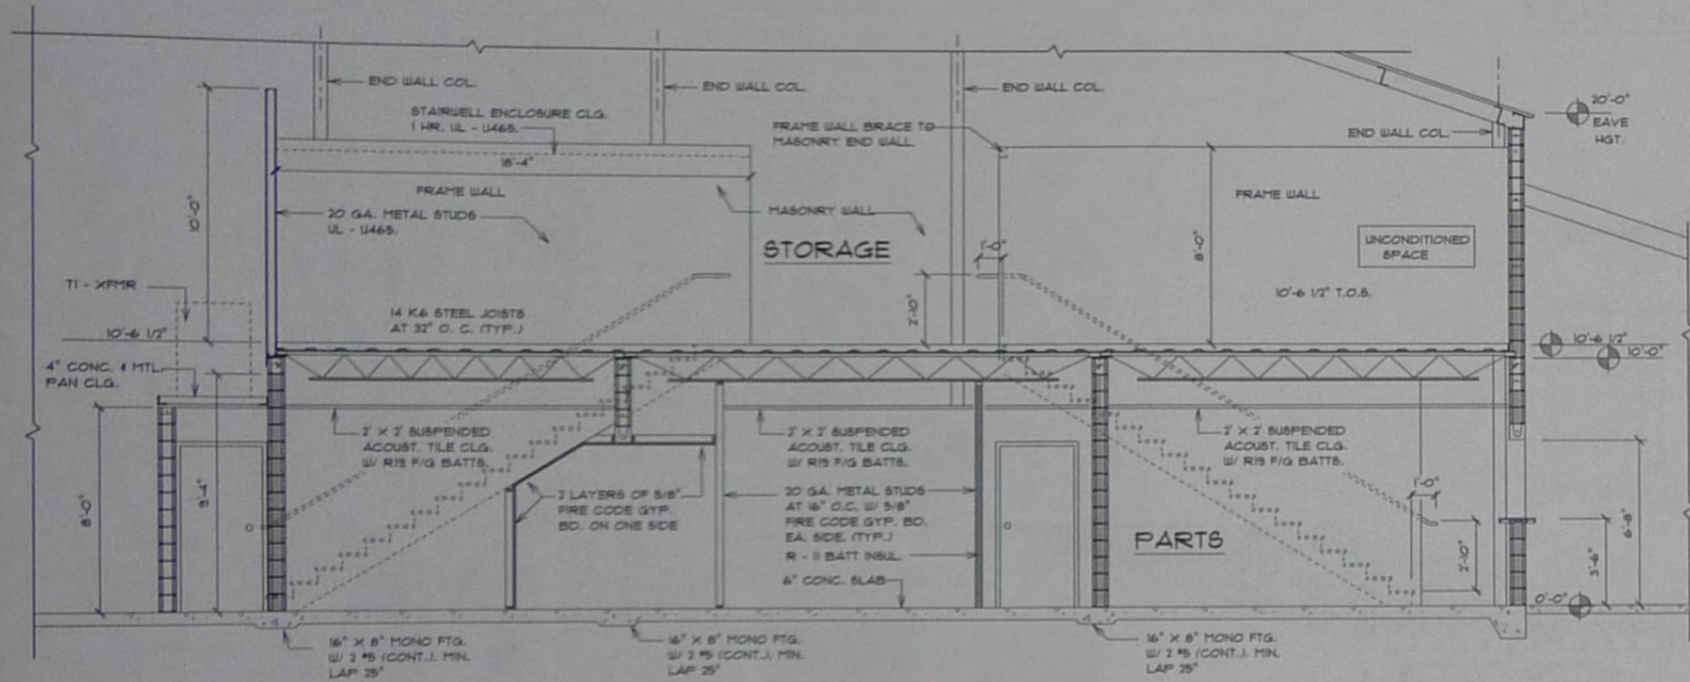 END WALL COL.
END WALL COL.
END WALL COL.
STAIRWELL ENCLOSURE CLG.
1 HR. UL - U465.
FRAME WALL BRACE TO
MASONRY END WALL
END WALL COL.
20'-0"
EAVE
HGT.
18'-4"
FRAME WALL
20 GA. METAL STUDS
UL - U465.
MASONRY WALL
FRAME WALL
10'-0"
STORAGE
1'-0"
8'-0"
UNCONDITIONED
SPACE
T1 - XFMR
14 K6 STEEL JOISTS
AT 32" O. C. (TYP.)
2'-10"
10'-6 1/2" T.O.S.
10'-6 1/2"
10'-6 1/2"
10'-0"
4" CONC. & MTL.
PAN CLG.
2' X 2' SUSPENDED
ACOUST. TILE CLG.
W/ R19 F/G BATTS.
2' X 2' SUSPENDED
ACOUST. TILE CLG.
W/ R19 F/G BATTS.
2' X 2' SUSPENDED
ACOUST. TILE CLG.
W/ R19 F/G BATTS.
8'-0"
9'-4"
2 LAYERS OF 5/8"
FIRE CODE GYP.
BD. ON ONE SIDE
20 GA. METAL STUDS
AT 16" O.C. W/ 5/8"
FIRE CODE GYP. BD.
EA. SIDE. (TYP.)
R - 11 BATT INSUL.
6" CONC. SLAB
PARTS
1'-0"
2'-10"
3'-6"
6'-8"
0'-0"
16" X 8" MONO FTG.
W/ 2 #5 (CONT.). MIN.
LAP 25"
16" X 8" MONO FTG.
W/ 2 #5 (CONT.). MIN.
LAP 25"
16" X 8" MONO FTG.
W/ 2 #5 (CONT.). MIN.
LAP 25"